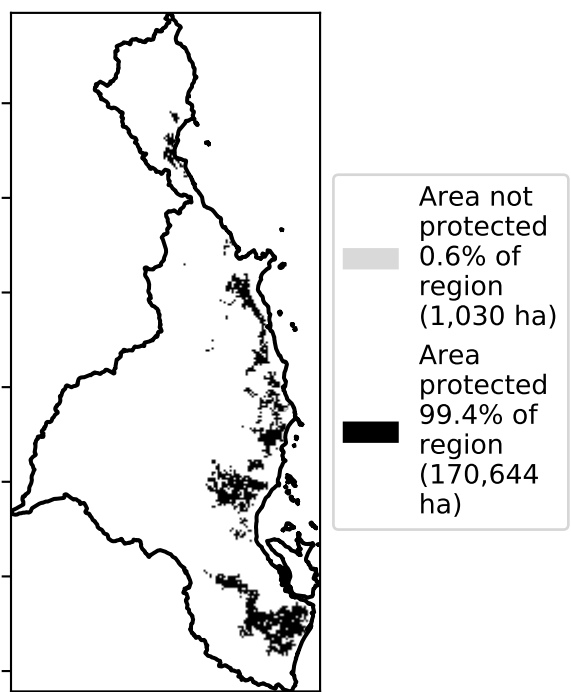 Area not
protected
0.6% of
region
(1,030 ha)
Area
protected
99.4% of
region
(170,644
ha)